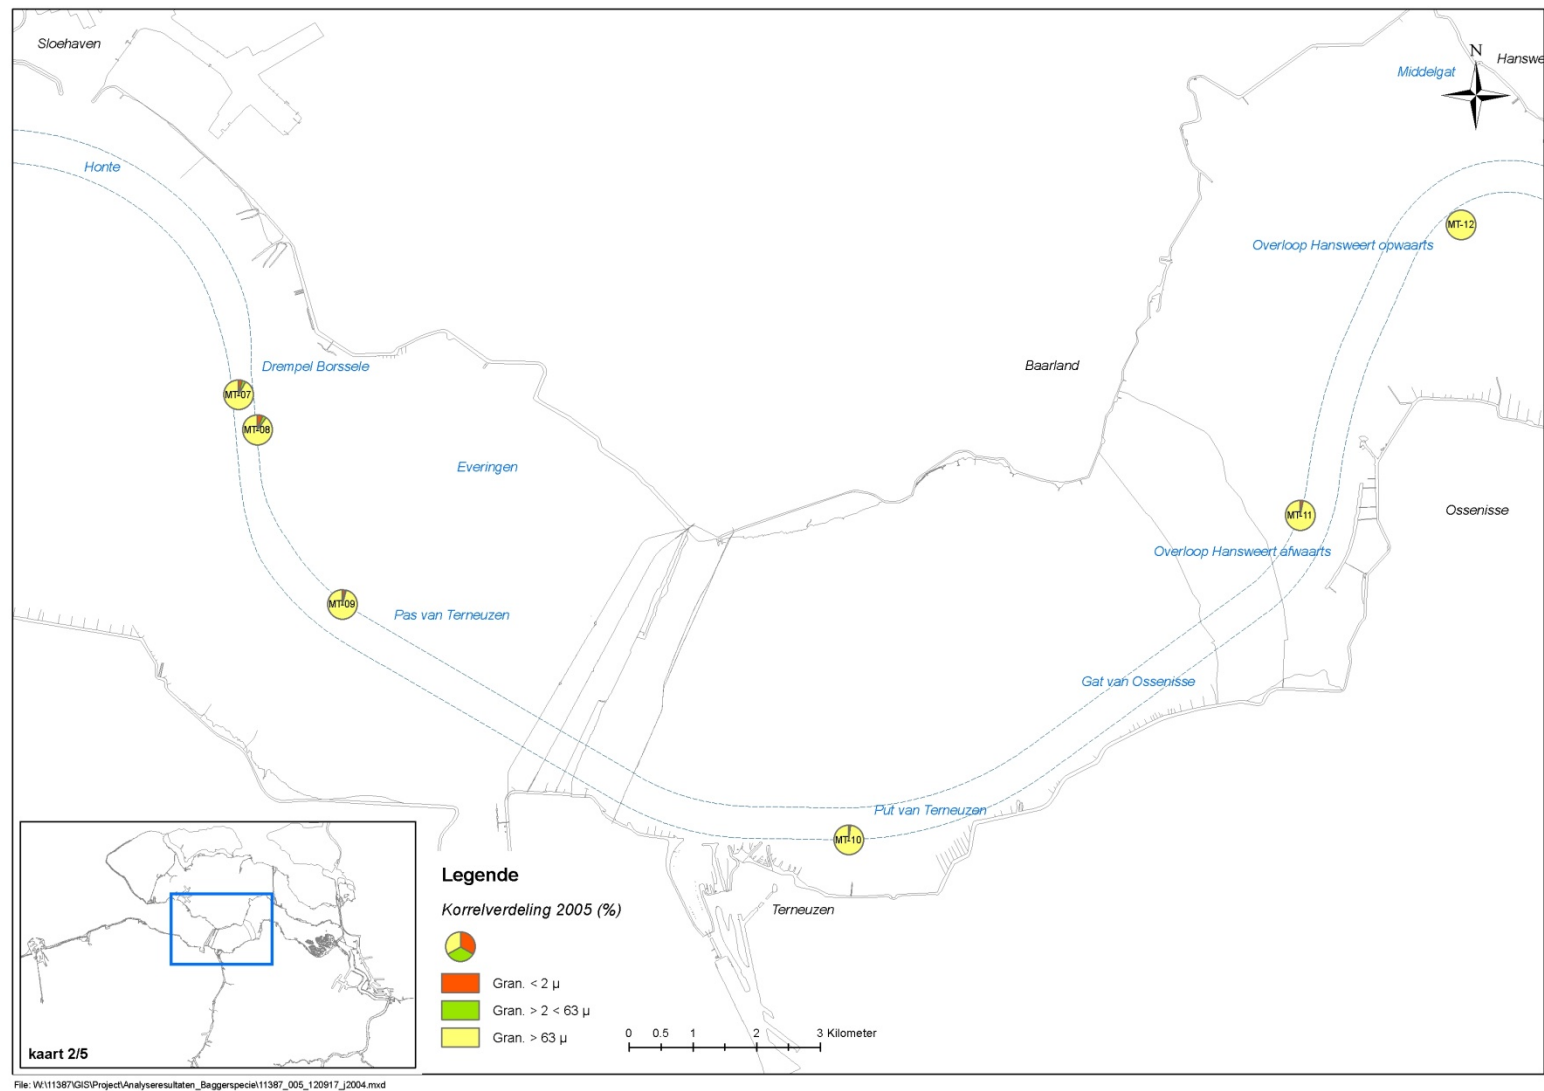 Sloehaven
N
Hanswe
Middelgat
Honte
MT-12
Overloop Hansweert opwaarts
Drempel Borssele
Baarland
MT-07
MT-08
Everingen
MT-11
Ossenisse
Overloop Hansweert afwaarts
MT-09
Pas van Terneuzen
Gat van Ossenisse
Put van Terneuzen
MT-10
Terneuzen
Legende
Korrelverdeling 2005 (%)
Gran. < 2 µ
Gran. > 2 < 63 µ
Gran. > 63 µ
0 0.5 1 2 3 Kilometer
kaart 2/5
File: W:\11387\GIS\Project\Analyseresultaten_Baggerspecie\11387_005_120917_j2004.mxd